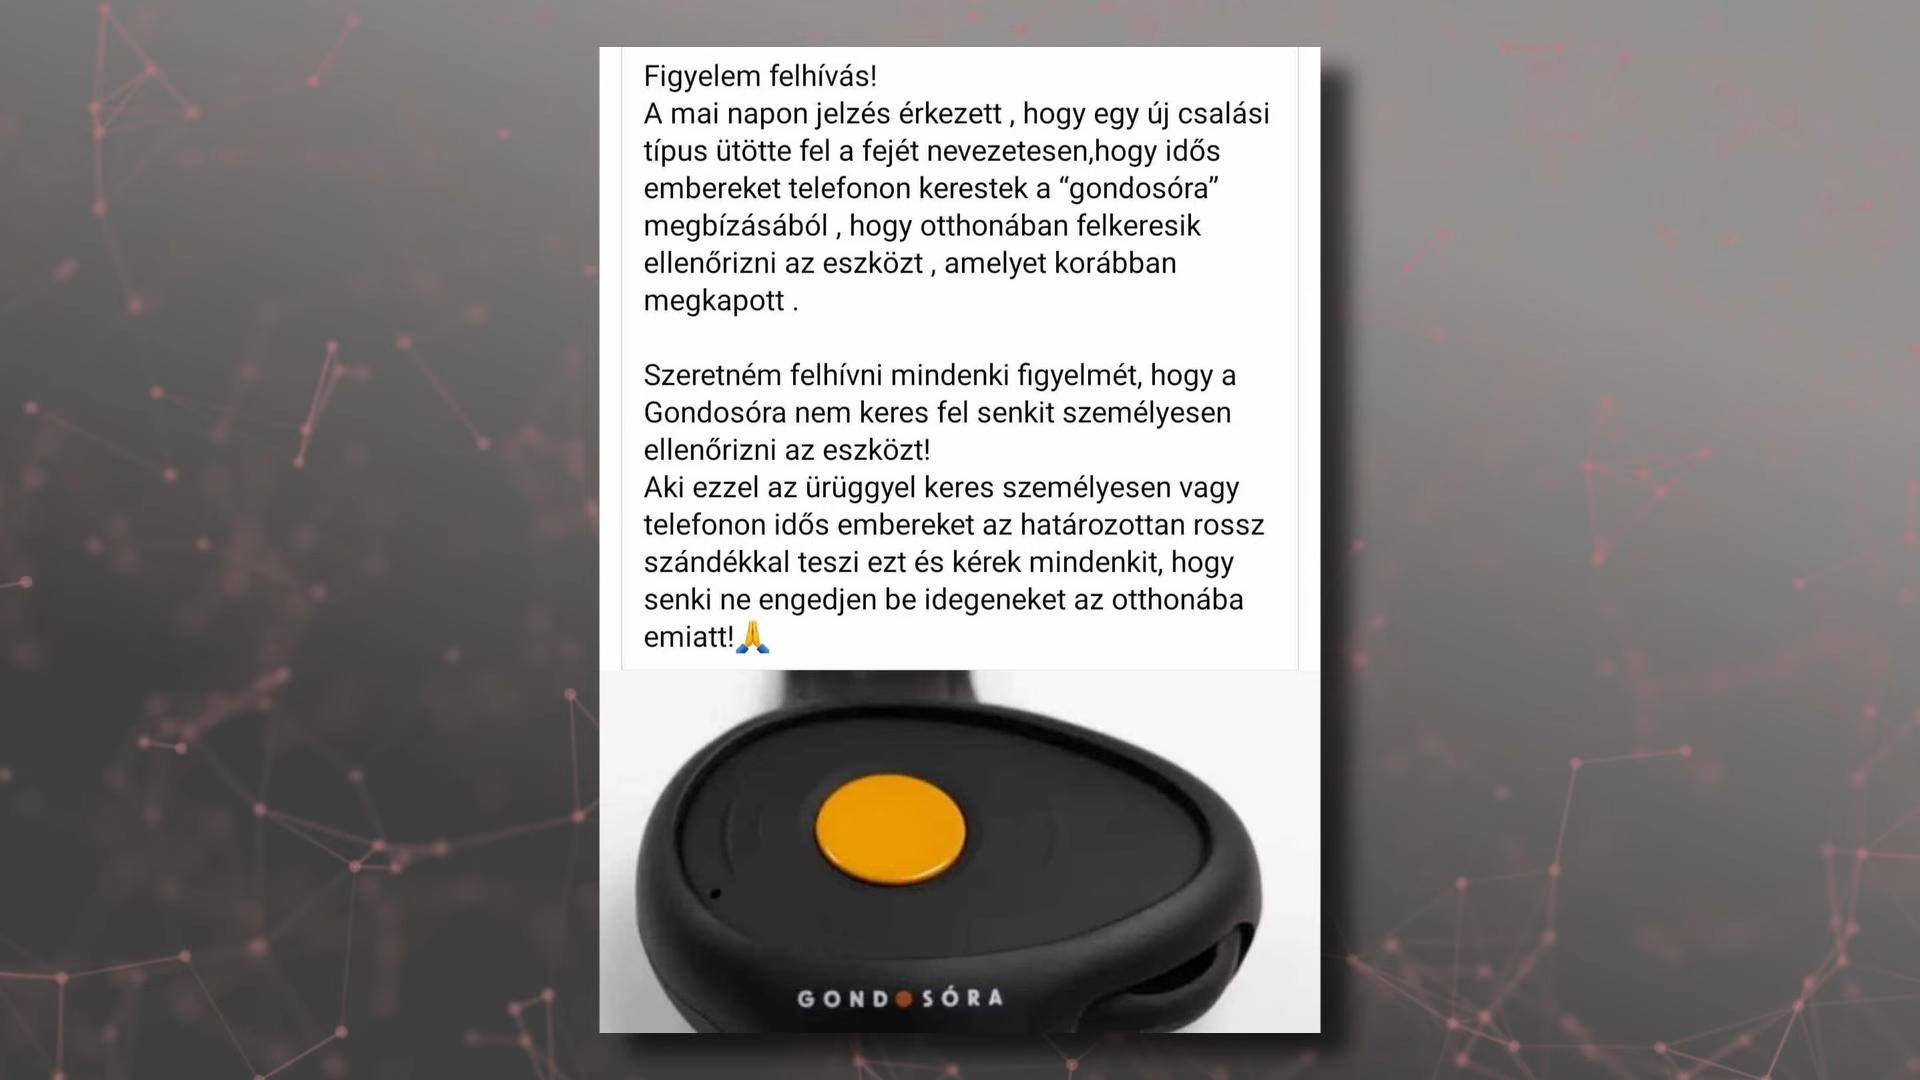 Figyelem felhívás!
A mai napon jelzés érkezett , hogy egy új csalási
típus ütötte fel a fejét nevezetesen,hogy idős
embereket telefonon kerestek a “gondosóra”
megbízásából , hogy otthonában felkeresik
ellenőrizni az eszközt , amelyet korábban
megkapott .
Szeretném felhívni mindenki figyelmét, hogy a
Gondosóra nem keres fel senkit személyesen
ellenőrizni az eszközt!
Aki ezzel az ürüggyel keres személyesen vagy
telefonon idős embereket az határozottan rossz
szándékkal teszi ezt és kérek mindenkit, hogy
senki ne engedjen be idegeneket az otthonába
emiatt!🙏
GONDOSÓRA